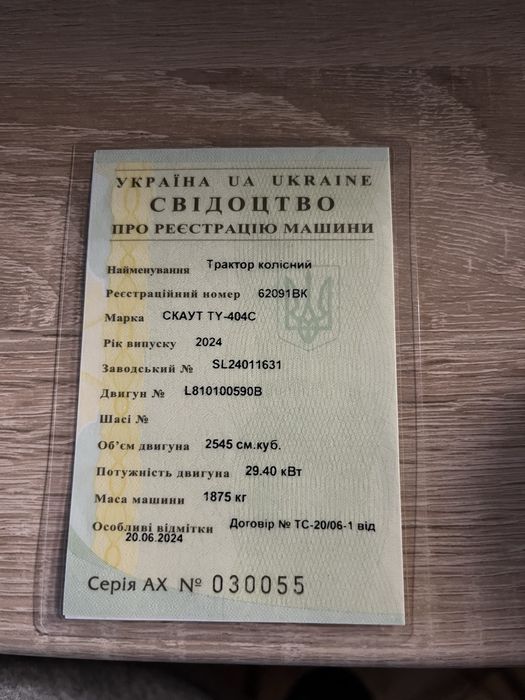 УКРАЇНА UA UKRAINE
СВІДОЦТВО
ПРО РЕЄСТРАЦІЮ МАШИНИ
Найменування Трактор колісний
Реєстраційний номер 62091ВК
Марка СКАУТ TY-404C
Рік випуску 2024
Заводський № SL24011631
Двигун № L810100590B
Шасі №
Об'єм двигуна 2545 см.куб.
Потужність двигуна 29.40 кВт
Маса машини 1875 кг
Особливі відмітки Договір № ТС-20/06-1 від
20.06.2024
Серія АХ № 030055